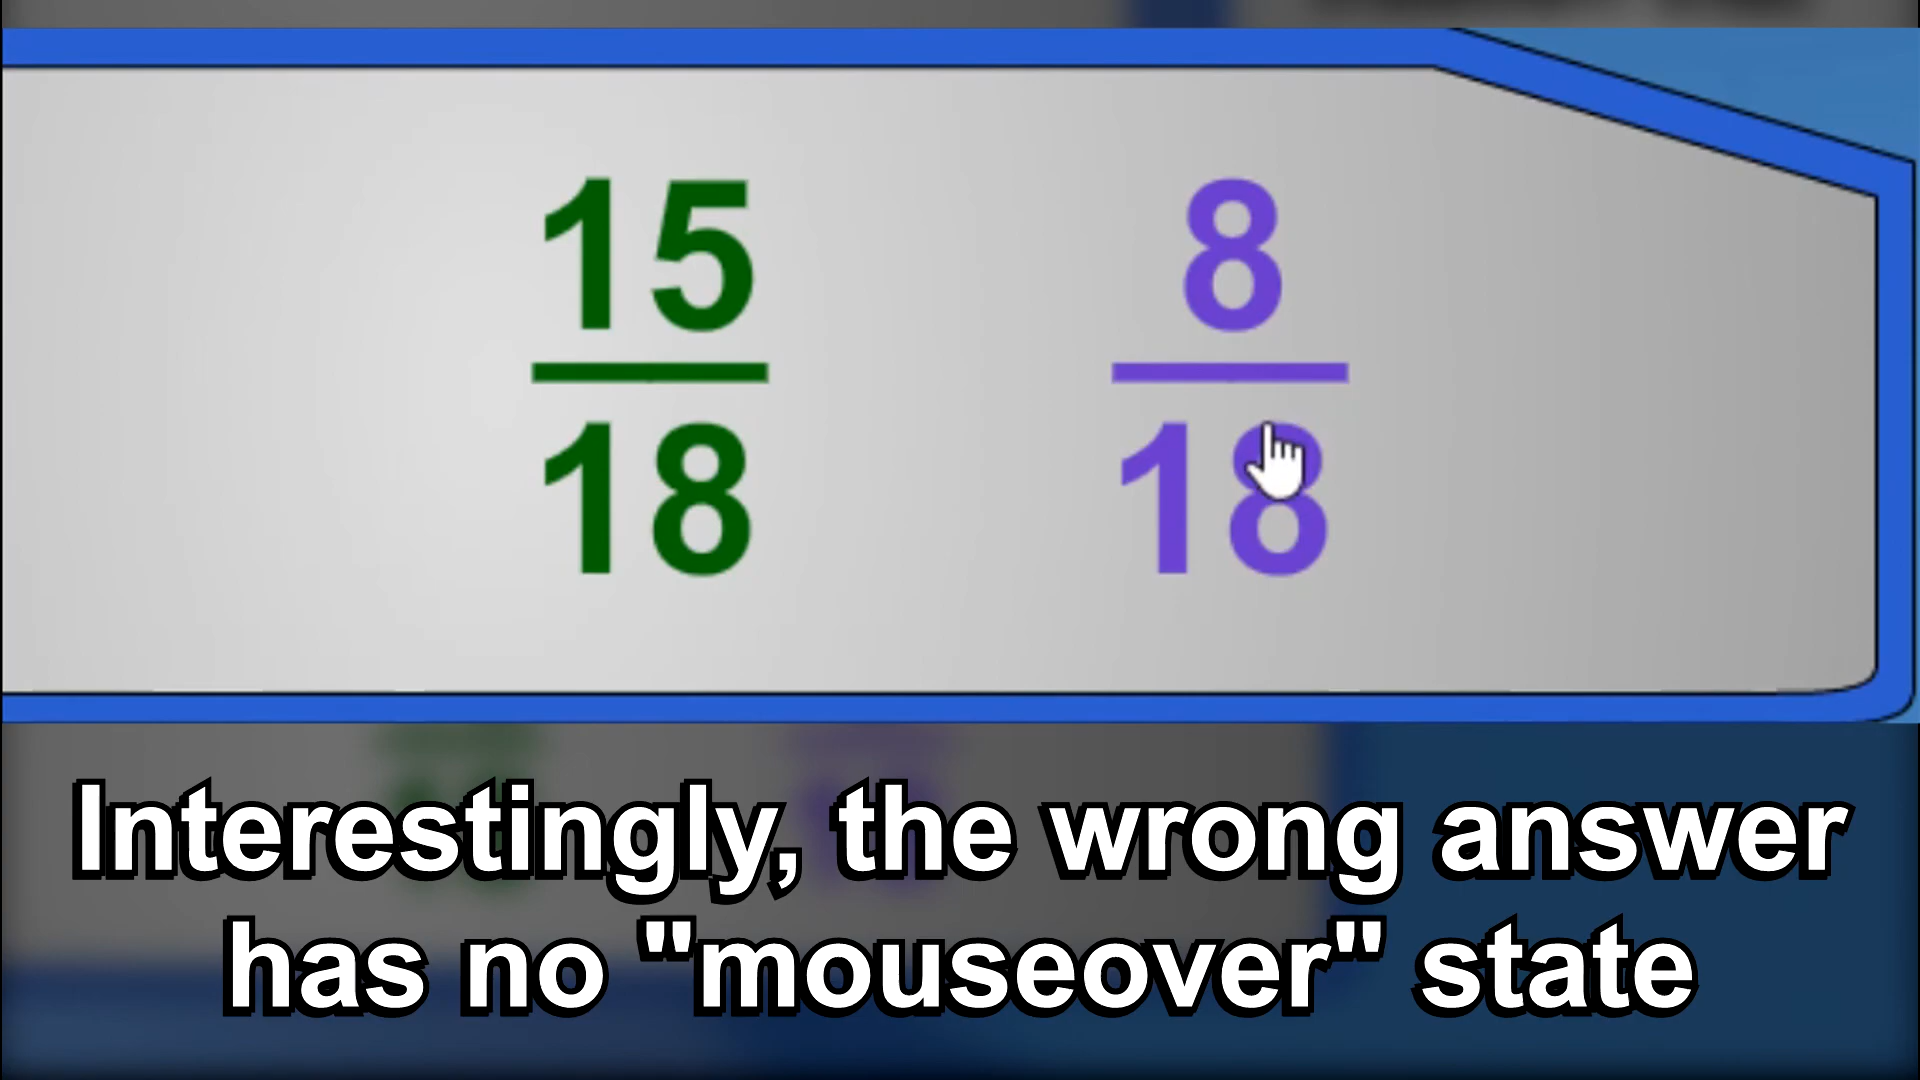 15 8
18 18
Interestingly, the wrong answer
has no "mouseover" state